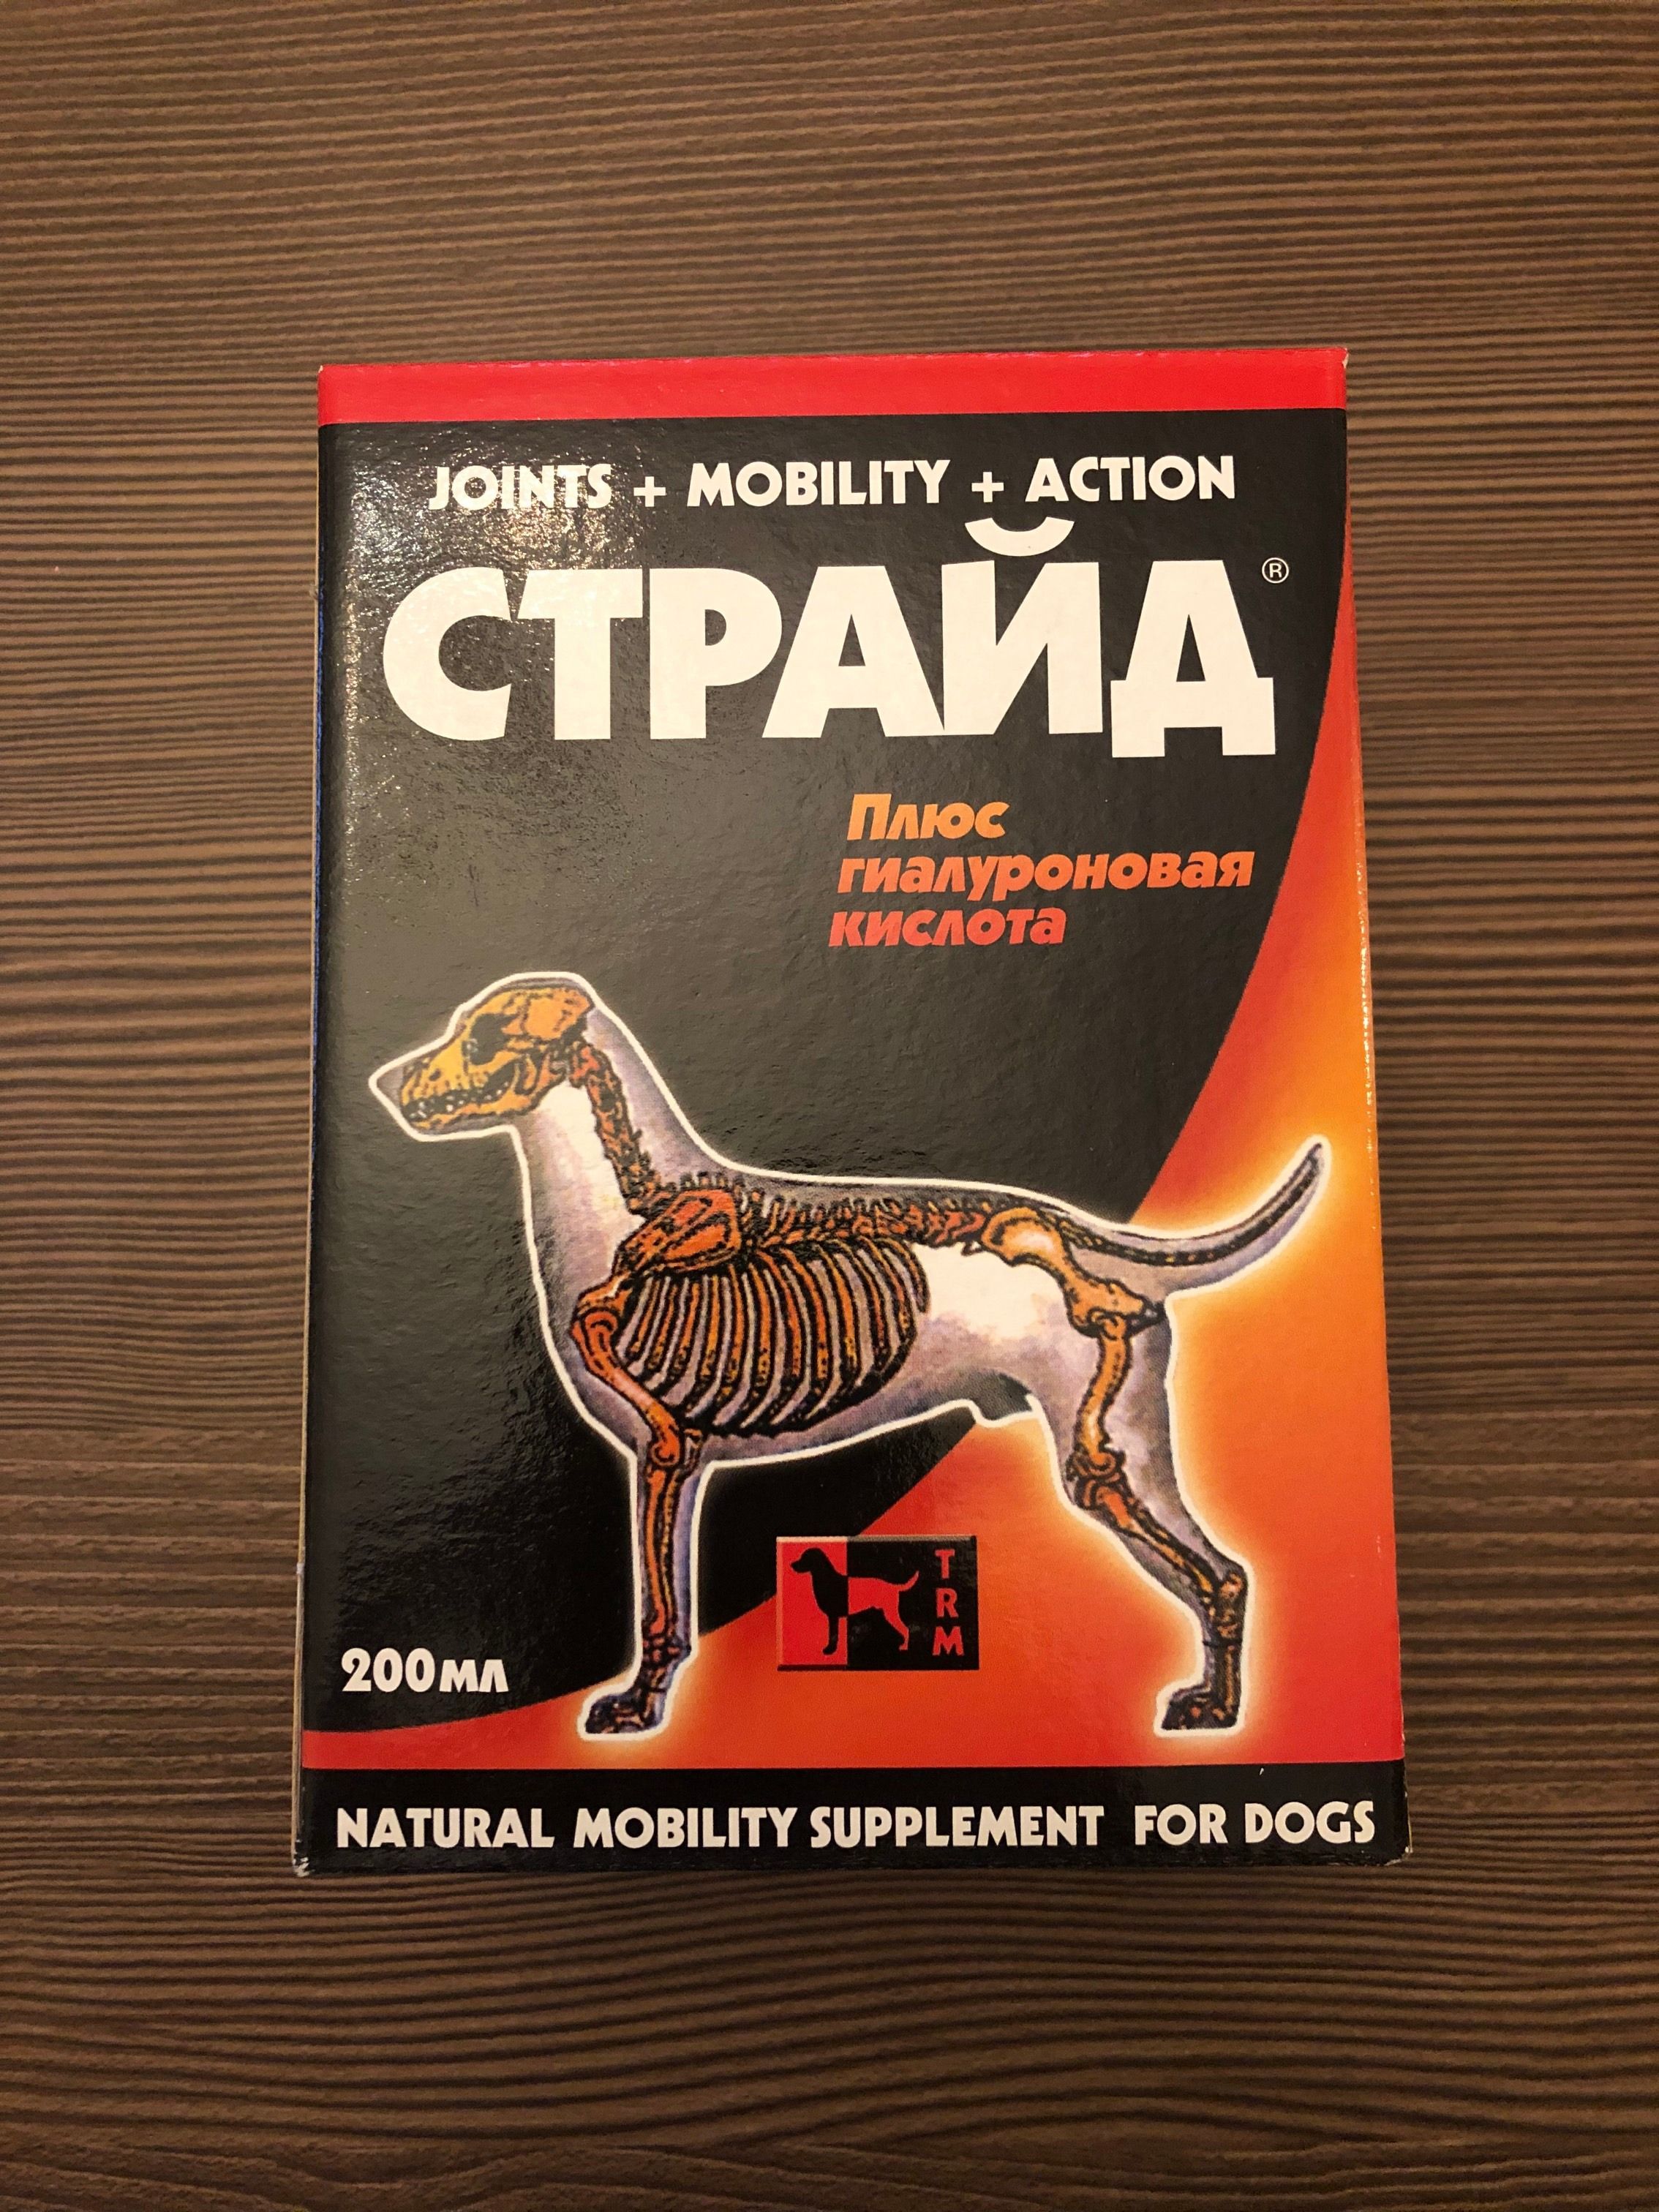 JOINTS + MOBILITY + ACTION
СТРАЙД®
Плюс
гиалуроновая
кислота
TRM
200мл
NATURAL MOBILITY SUPPLEMENT FOR DOGS